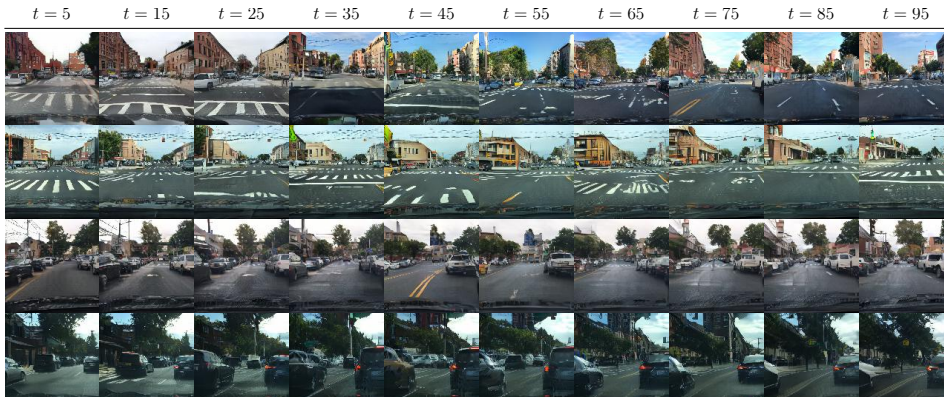 t = 5 t = 15 t = 25 t = 35 t = 45 t = 55 t = 65 t = 75 t = 85 t = 95